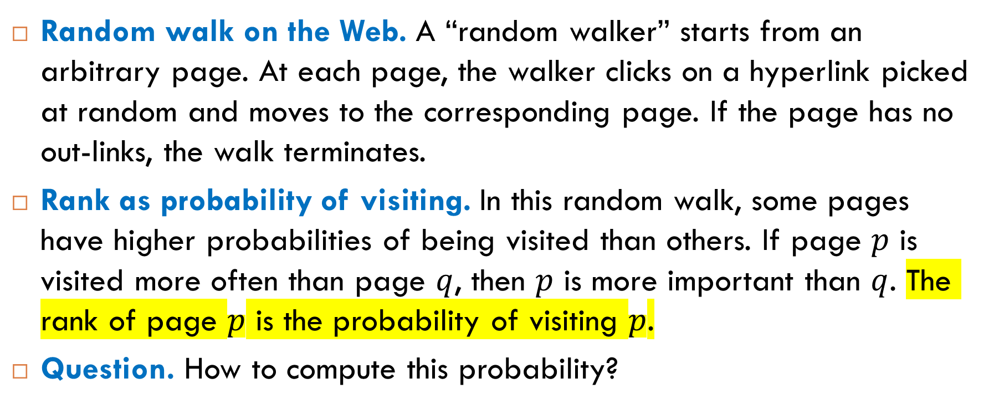 Random walk on the Web. A “random walker” starts from an
arbitrary page. At each page, the walker clicks on a hyperlink picked
at random and moves to the corresponding page. If the page has no
out-links, the walk terminates.
Rank as probability of visiting. In this random walk, some pages
have higher probabilities of being visited than others. If page p is
visited more often than page q, then p is more important than q. The
rank of page p is the probability of visiting p.
Question. How to compute this probability?